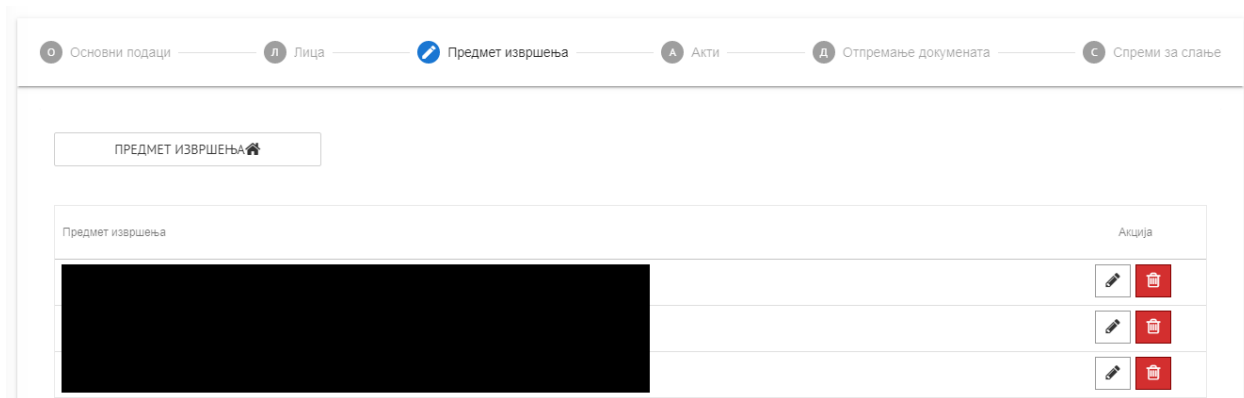 О Основни подаци Л Лица Предмет извршења А Акти Д Отпремање докумената С Спреми за слање
ПРЕДМЕТ ИЗВРШЕЊА
Предмет извршења Акција